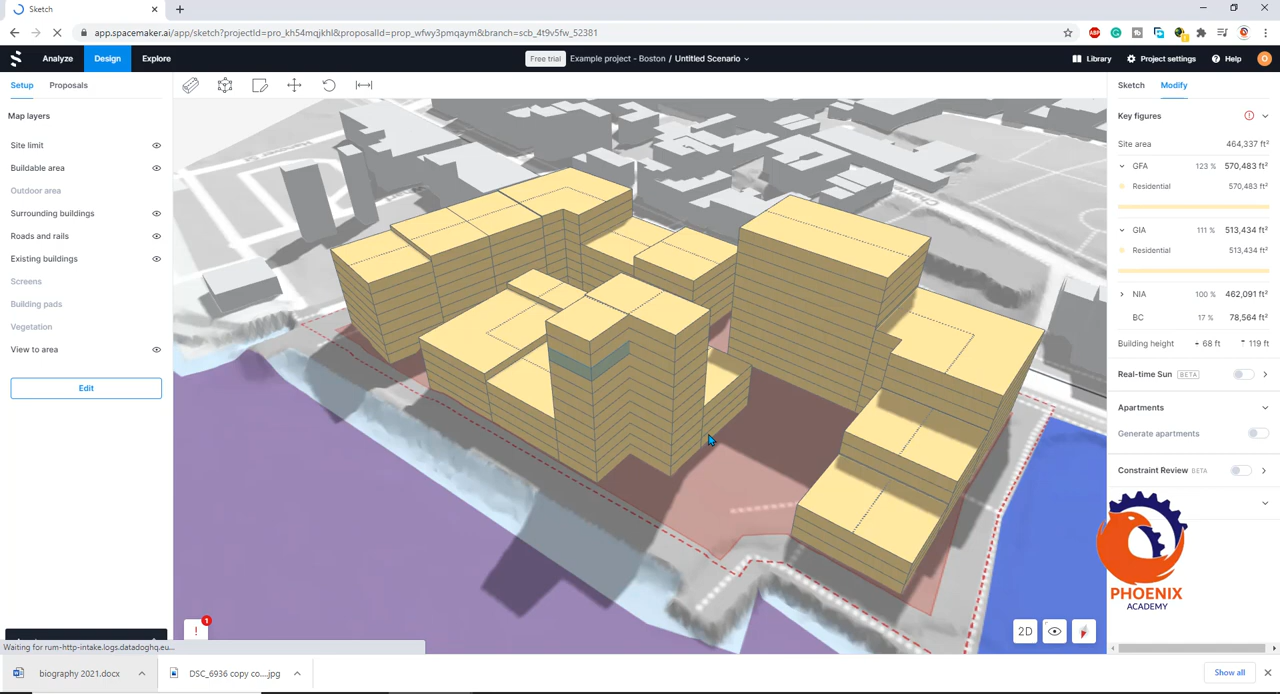 Sketch
app.spacemaker.ai/app/sketch?projectId=pro_kh54mqjkhl&proposalId=prop_wfwy3pmqaym&branch=scb_4t9v5fw_52381
Analyze
Design
Explore
Free trial
Example project - Boston / Untitled Scenario
Library
Project settings
Help
Setup
Proposals
Map layers
Site limit
Buildable area
Outdoor area
Surrounding buildings
Roads and rails
Existing buildings
Screens
Building pads
Vegetation
View to area
Edit
Sketch
Modify
Key figures
Site area 464,337 ft²
GFA 123 % 570,483 ft²
Residential 570,483 ft²
GIA 111 % 513,434 ft²
Residential 513,434 ft²
NIA 100 % 462,091 ft²
BC 17 % 78,564 ft²
Building height 68 ft 119 ft
Real-time Sun BETA
Apartments
Generate apartments
Constraint Review BETA
PHOENIX
ACADEMY
2D
! 1
Waiting for rum-http-intake.logs.datadoghq.eu...
biography 2021.docx
DSC_6936 copy co....jpg
Show all